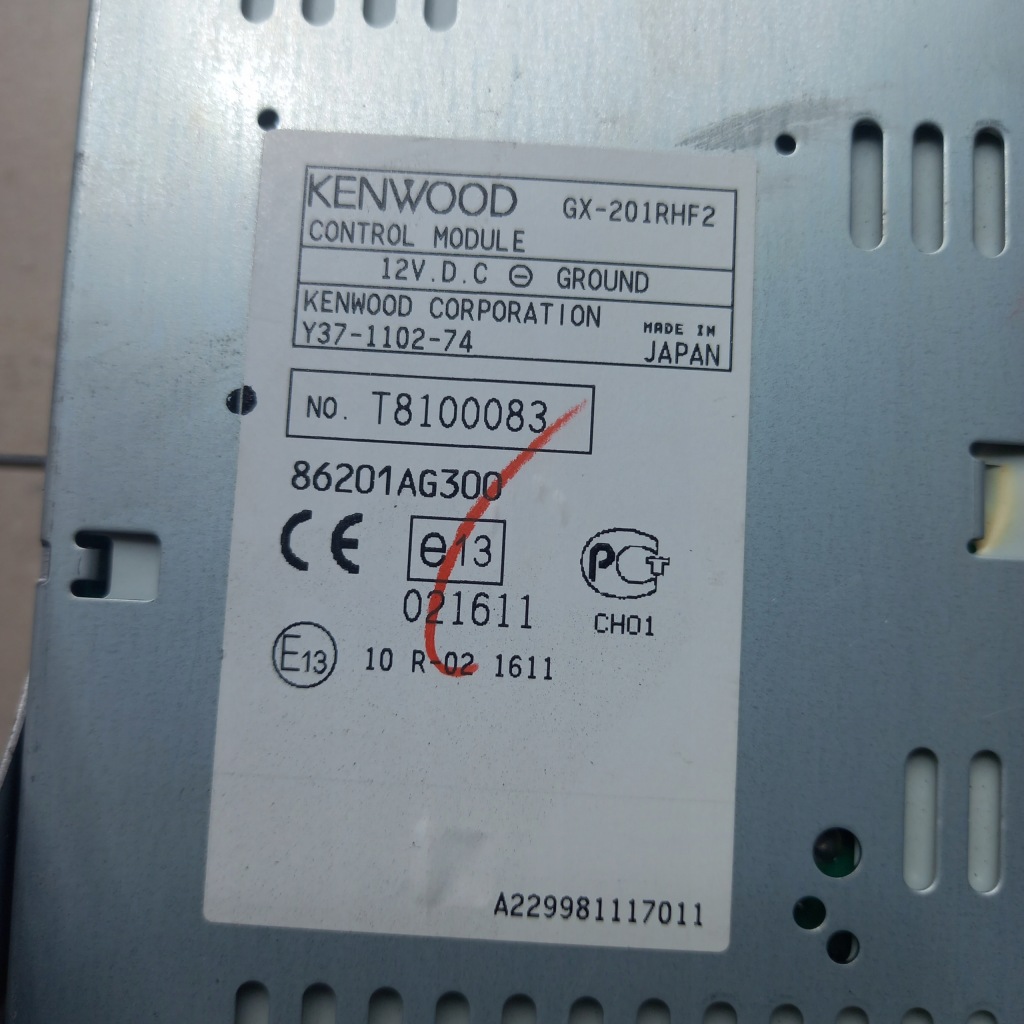 KENWOOD GX-201RHF2
CONTROL MODULE
12V.D.C ⊖ GROUND
KENWOOD CORPORATION
Y37-1102-74 MADE IN JAPAN
NO. T8100083
86201AG300
CE e13 PCT
021611 CH01
E13 10 R-02 1611
A229981117011